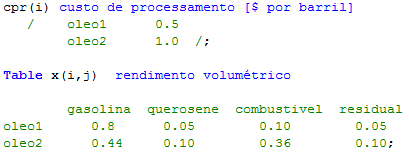 cpr(i) custo de processamento [$ por barril]
/ oleo1 0.5
oleo2 1.0 /;
Table x(i,j) rendimento volumétrico
gasolina querosene combustivel residual
oleo1 0.8 0.05 0.10 0.05
oleo2 0.44 0.10 0.36 0.10;